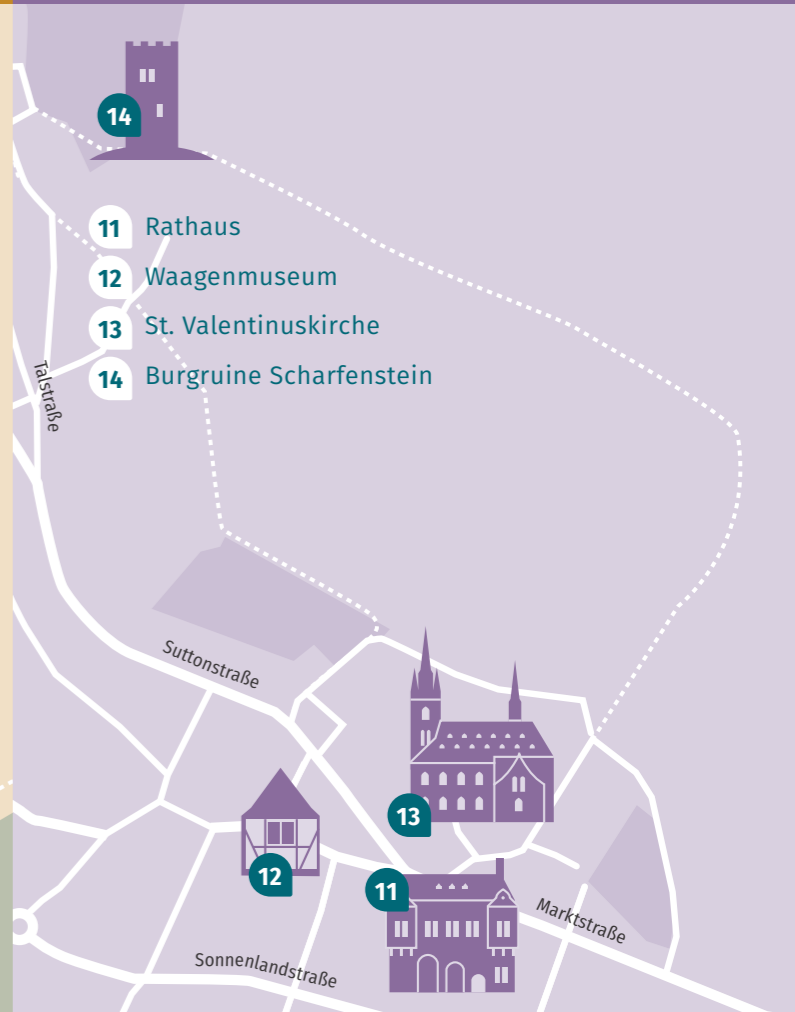 14
11 Rathaus
12 Waagenmuseum
13 St. Valentinuskirche
14 Burgruine Scharfenstein
Talstraße
Suttonstraße
13
12
11
Marktstraße
Sonnenlandstraße